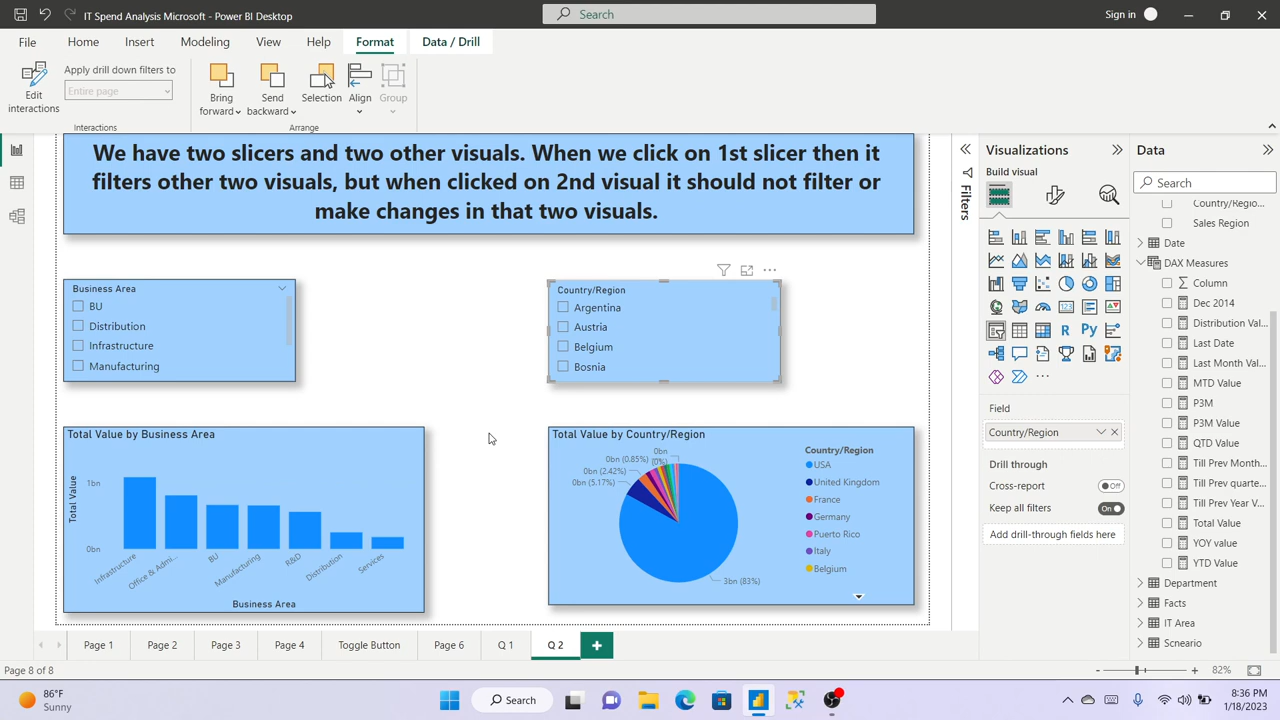 IT Spend Analysis Microsoft - Power BI Desktop
Search
Sign in
File
Home
Insert
Modeling
View
Help
Format
Data / Drill
Edit
interactions
Apply drill down filters to
Entire page
Interactions
Bring
forward
Send
backward
Selection
Align
Group
Arrange
We have two slicers and two other visuals. When we click on 1st slicer then it
filters other two visuals, but when clicked on 2nd visual it should not filter or
make changes in that two visuals.
Business Area
BU
Distribution
Infrastructure
Manufacturing
Country/Region
Argentina
Austria
Belgium
Bosnia
Total Value by Business Area
Total Value
1bn
0bn
Infrastructure
Office & Admi...
BU
Manufacturing
R&D
Distribution
Services
Business Area
Total Value by Country/Region
0bn
(0%)
0bn (0.85%)
0bn (2.42%)
0bn (5.17%)
3bn (83%)
Country/Region
USA
United Kingdom
France
Germany
Puerto Rico
Italy
Belgium
Filters
Visualizations
Build visual
Field
Country/Region
Drill through
Cross-report
Off
Keep all filters
On
Add drill-through fields here
Data
Search
Country/Regio...
Sales Region
Date
DAX Measures
Column
Dec 2014
Distribution Val...
Last Date
Last Month Val...
MTD Value
P3M
P3M Value
QTD Value
Till Prev Month...
Till Prev quarte...
Till Prev Year V...
Total Value
YOY value
YTD Value
Department
Facts
IT Area
Scneario
Page 1
Page 2
Page 3
Page 4
Toggle Button
Page 6
Q 1
Q 2
Page 8 of 8
82%
86°F
Sunny
Search
8:36 PM
1/18/2023